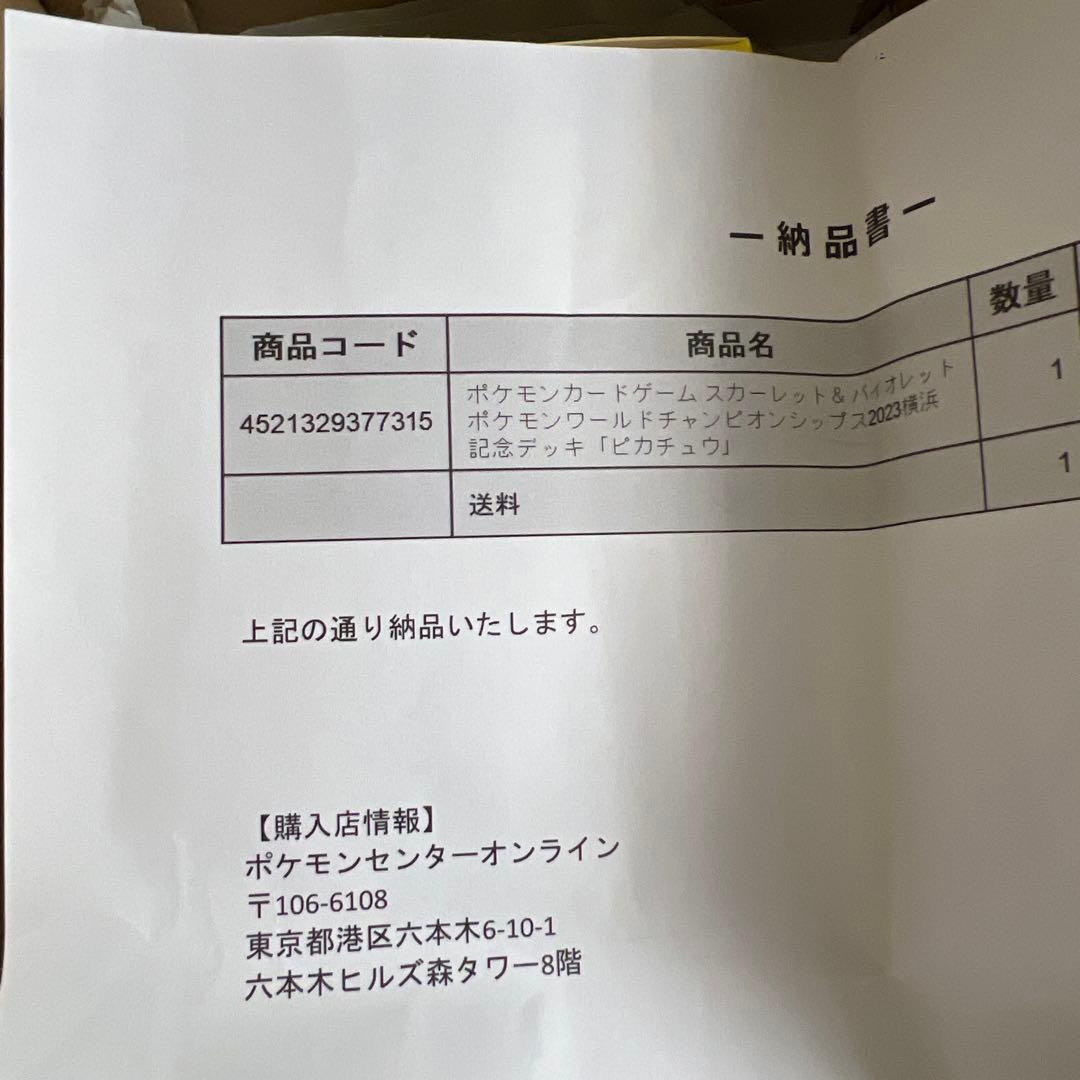 ー納品書ー
商品コード 商品名 数量
4521329377315
ポケモンカードゲーム スカーレット& バイオレット
ポケモンワールドチャンピオンシップス2023横浜
記念デッキ「ピカチュウ」
1
送料 1
上記の通り納品いたします。
【購入店情報】
ポケモンセンターオンライン
〒106-6108
東京都港区六本木6-10-1
六本木ヒルズ森タワー8階